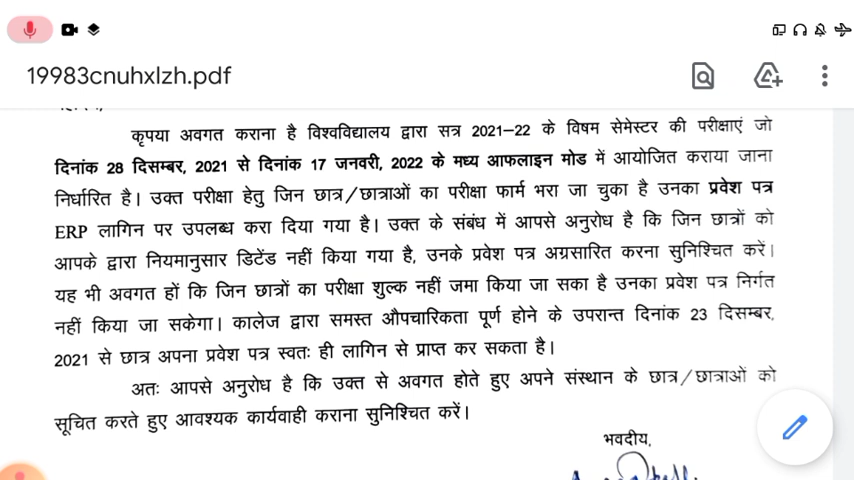 19983cnuhxlzh.pdf
कृपया अवगत कराना है विश्वविद्यालय द्वारा सत्र 2021–22 के विषम सेमेस्टर की परीक्षाएं जो
दिनांक 28 दिसम्बर, 2021 से दिनांक 17 जनवरी, 2022 के मध्य आफलाइन मोड में आयोजित कराया जाना
निर्धारित है। उक्त परीक्षा हेतु जिन छात्र/छात्राओं का परीक्षा फार्म भरा जा चुका है उनका प्रवेश पत्र
ERP लागिन पर उपलब्ध करा दिया गया है। उक्त के संबंध में आपसे अनुरोध है कि जिन छात्रों को
आपके द्वारा नियमानुसार डिटेंड नहीं किया गया है, उनके प्रवेश पत्र अग्रसारित करना सुनिश्चित करें।
यह भी अवगत हों कि जिन छात्रों का परीक्षा शुल्क नहीं जमा किया जा सका है उनका प्रवेश पत्र निर्गत
नहीं किया जा सकेगा। कालेज द्वारा समस्त औपचारिकता पूर्ण होने के उपरान्त दिनांक 23 दिसम्बर,
2021 से छात्र अपना प्रवेश पत्र स्वतः ही लागिन से प्राप्त कर सकता है।
अतः आपसे अनुरोध है कि उक्त से अवगत होते हुए अपने संस्थान के छात्र/छात्राओं को
सूचित करते हुए आवश्यक कार्यवाही कराना सुनिश्चित करें।
भवदीय,